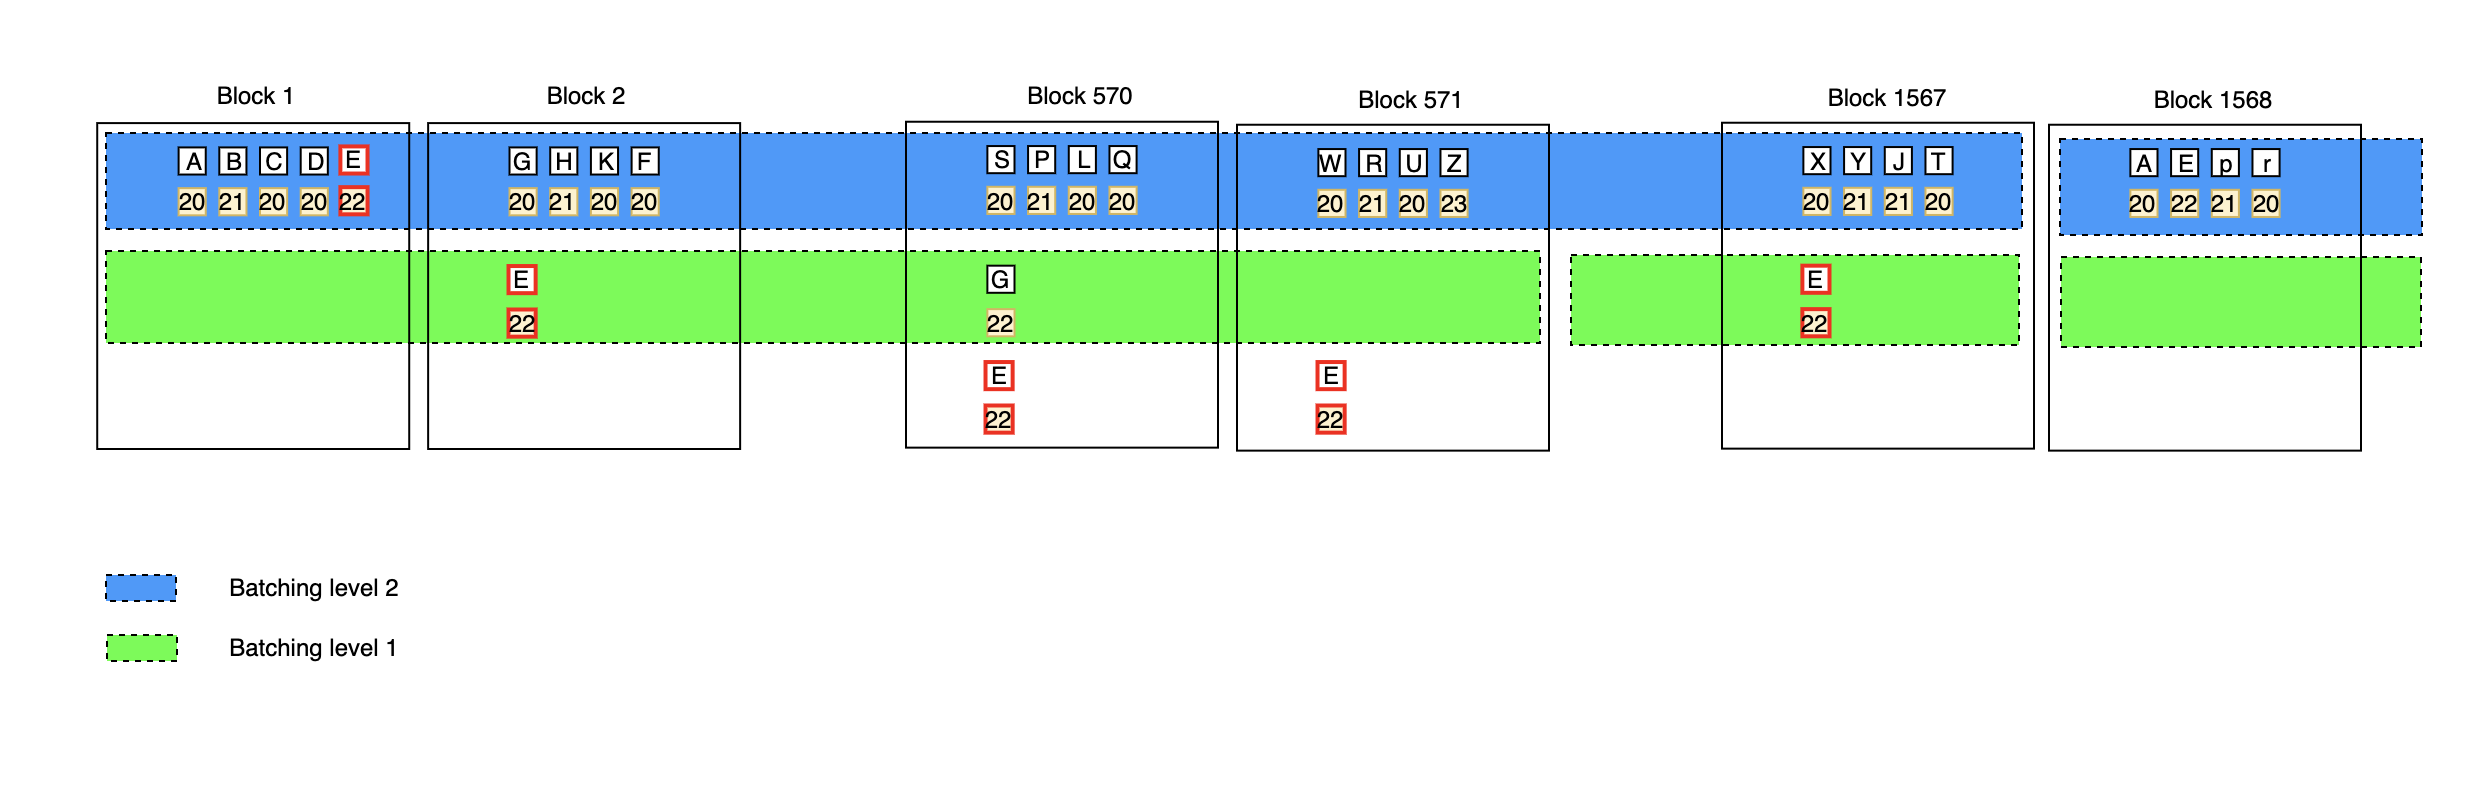 Block 1
Block 2
Block 570
Block 571
Block 1567
Block 1568
A B C D E
20 21 20 20 22
G H K F
20 21 20 20
S P L Q
20 21 20 20
W R U Z
20 21 20 23
X Y J T
20 21 21 20
A E p r
20 22 21 20
E
22
G
22
E
22
E
22
E
22
Batching level 2
Batching level 1